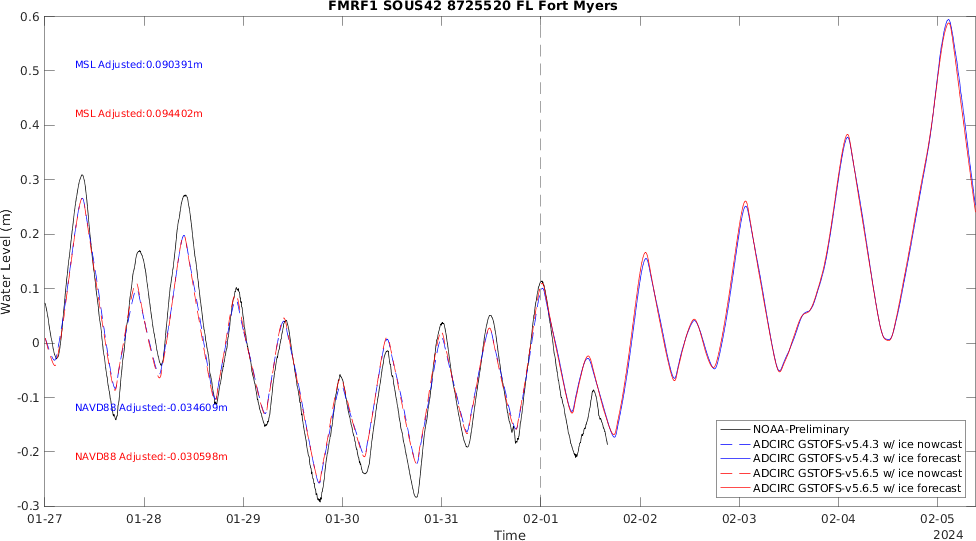 FMRF1 SOUS42 8725520 FL Fort Myers
0.6
0.5
0.4
0.3
0.2
0.1
0
-0.1
-0.2
-0.3
Water Level (m)
MSL Adjusted:0.090391m
MSL Adjusted:0.094402m
NAVD88 Adjusted:-0.034609m
NAVD88 Adjusted:-0.030598m
NOAA-Preliminary
ADCIRC GSTOFS-v5.4.3 w/ ice nowcast
ADCIRC GSTOFS-v5.4.3 w/ ice forecast
ADCIRC GSTOFS-v5.6.5 w/ ice nowcast
ADCIRC GSTOFS-v5.6.5 w/ ice forecast
01-27 01-28 01-29 01-30 01-31 02-01 02-02 02-03 02-04 02-05
Time
2024